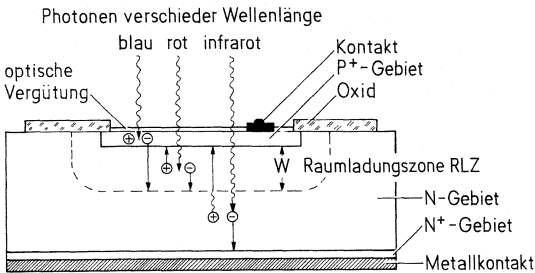 Photonen verschieder Wellenlänge
blau rot infrarot
Kontakt
P⁺-Gebiet
Oxid
optische
Vergütung
⊕ ⊖
⊕ ⊖
W Raumladungszone RLZ
⊕ ⊖
N-Gebiet
N⁺-Gebiet
Metallkontakt